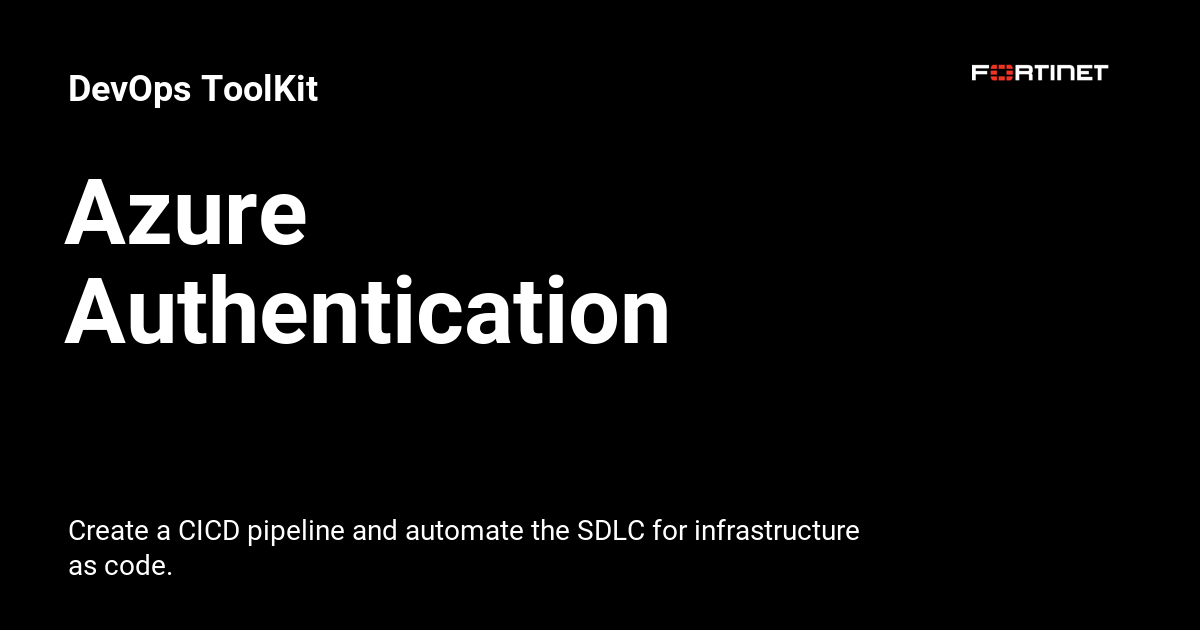 DevOps ToolKit
FORTINET
Azure
Authentication
Create a CICD pipeline and automate the SDLC for infrastructure
as code.